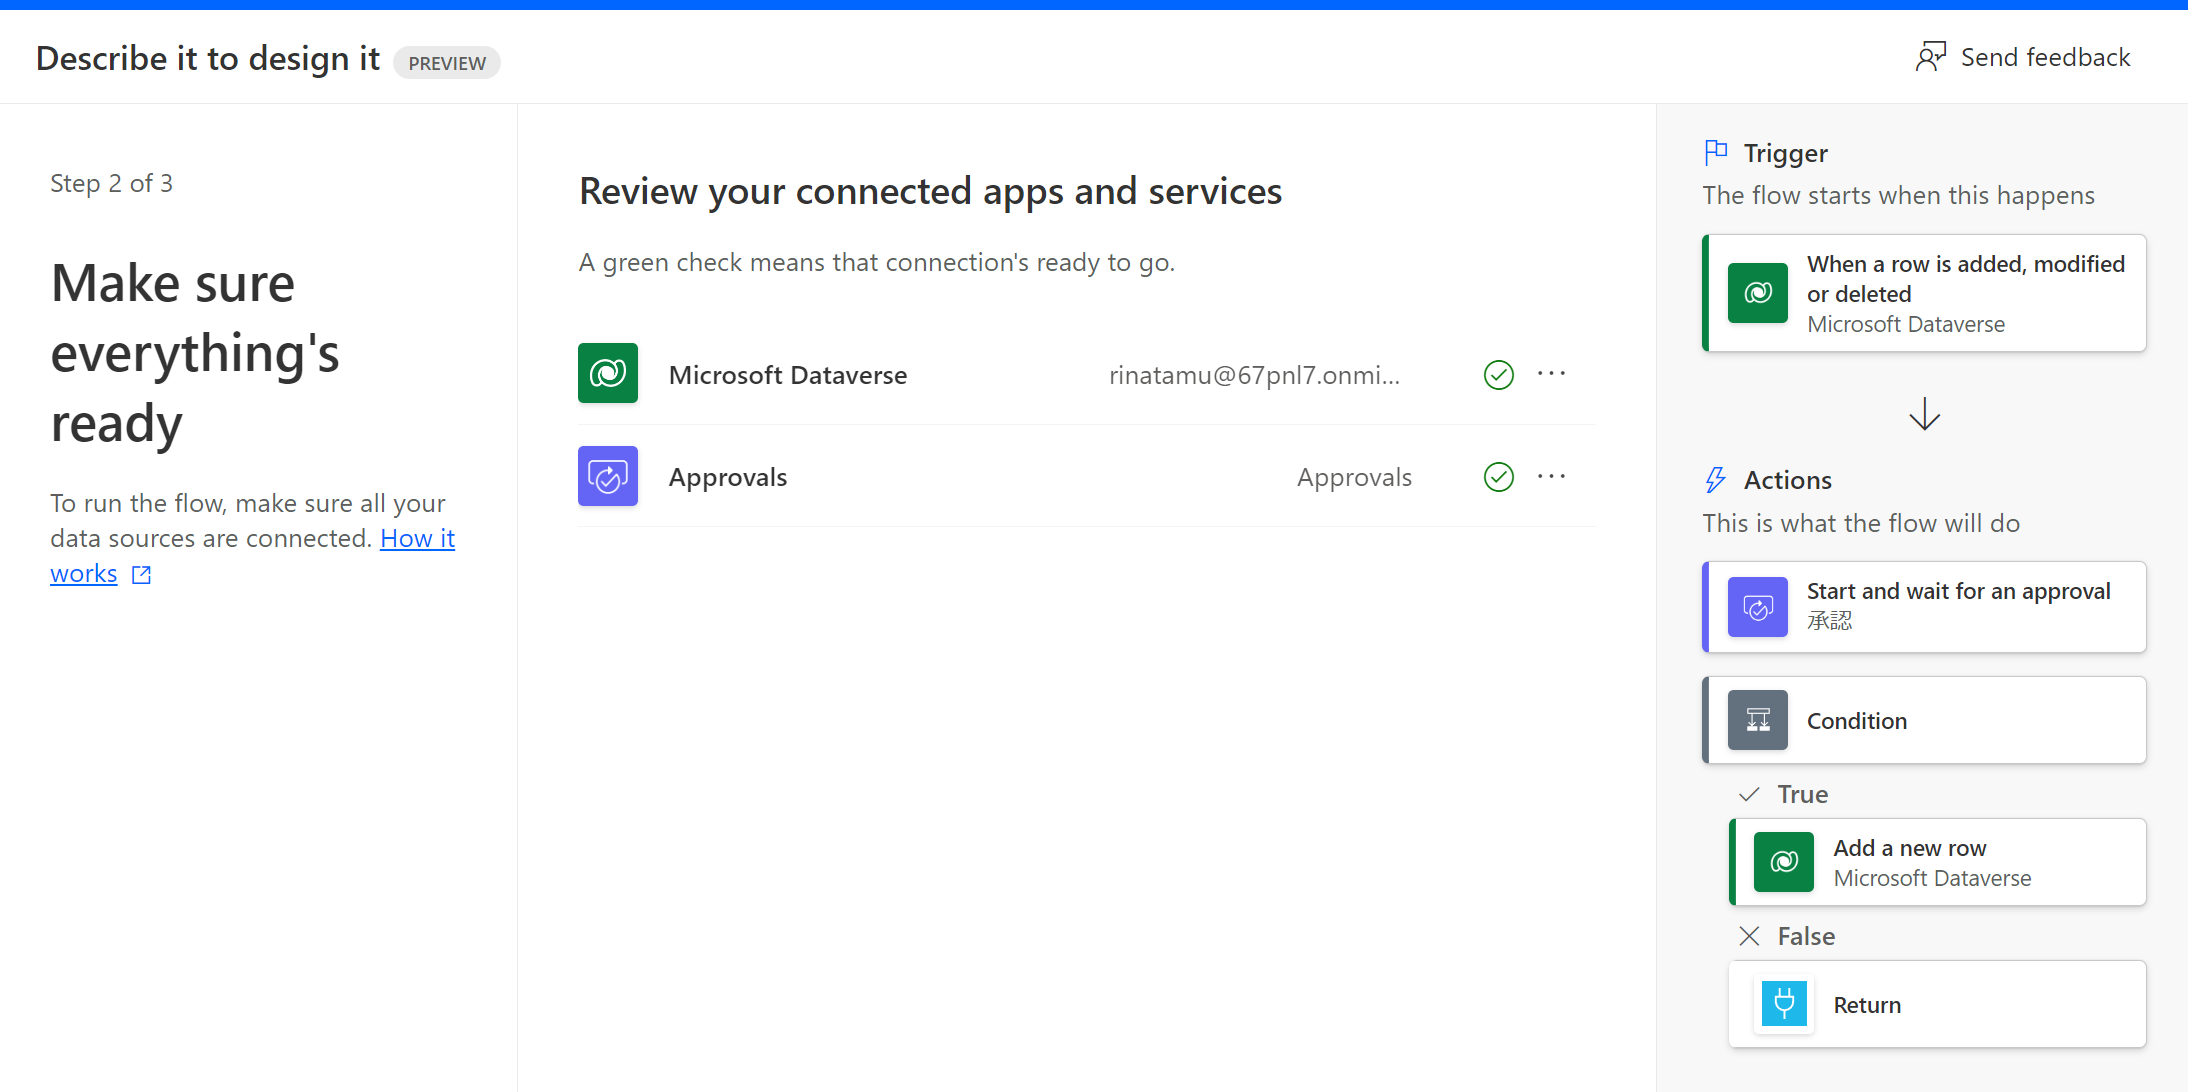 Describe it to design it PREVIEW
Send feedback
Step 2 of 3
Make sure
everything's
ready
To run the flow, make sure all your
data sources are connected. How it
works
Review your connected apps and services
A green check means that connection's ready to go.
Microsoft Dataverse rinatamu@67pnl7.onmi...
Approvals Approvals
Trigger
The flow starts when this happens
When a row is added, modified
or deleted
Microsoft Dataverse
Actions
This is what the flow will do
Start and wait for an approval
承認
Condition
True
Add a new row
Microsoft Dataverse
False
Return